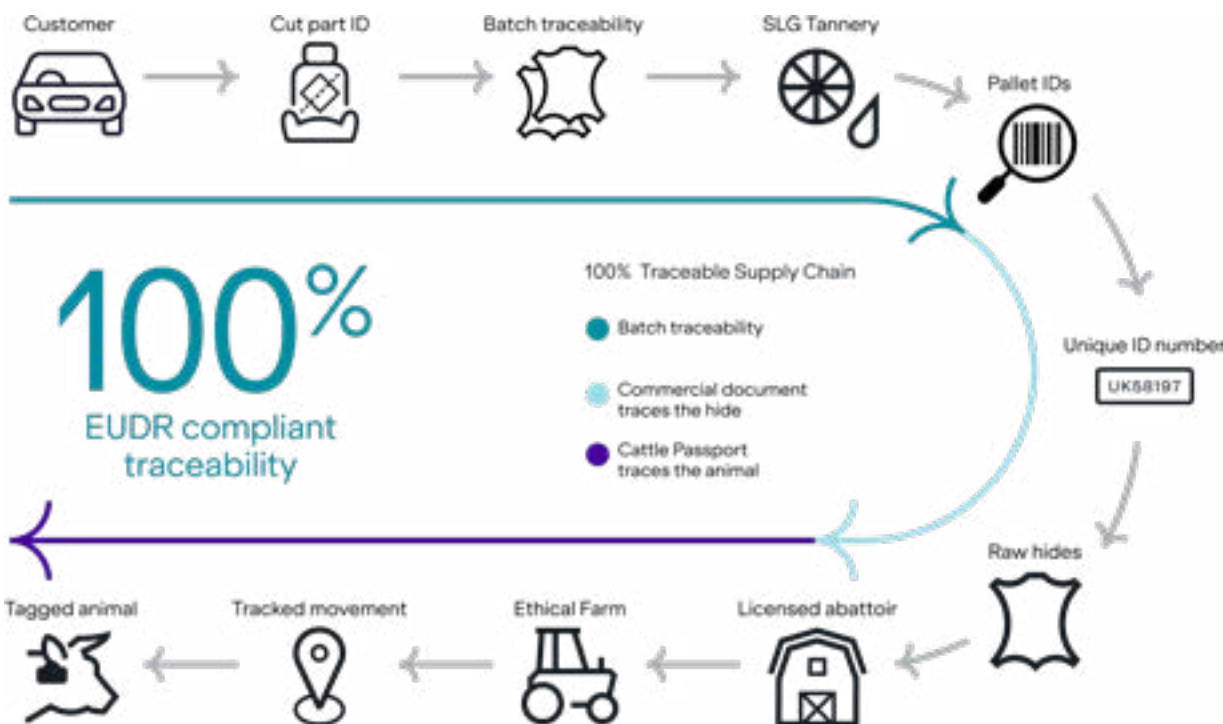 Customer
Cut part ID
Batch traceability
SLG Tannery
Pallet IDs
100%
EUDR compliant
traceability
100% Traceable Supply Chain
Batch traceability
Commercial document
traces the hide
Cattle Passport
traces the animal
Unique ID number
UK58197
Raw hides
Licensed abattoir
Ethical Farm
Tracked movement
Tagged animal